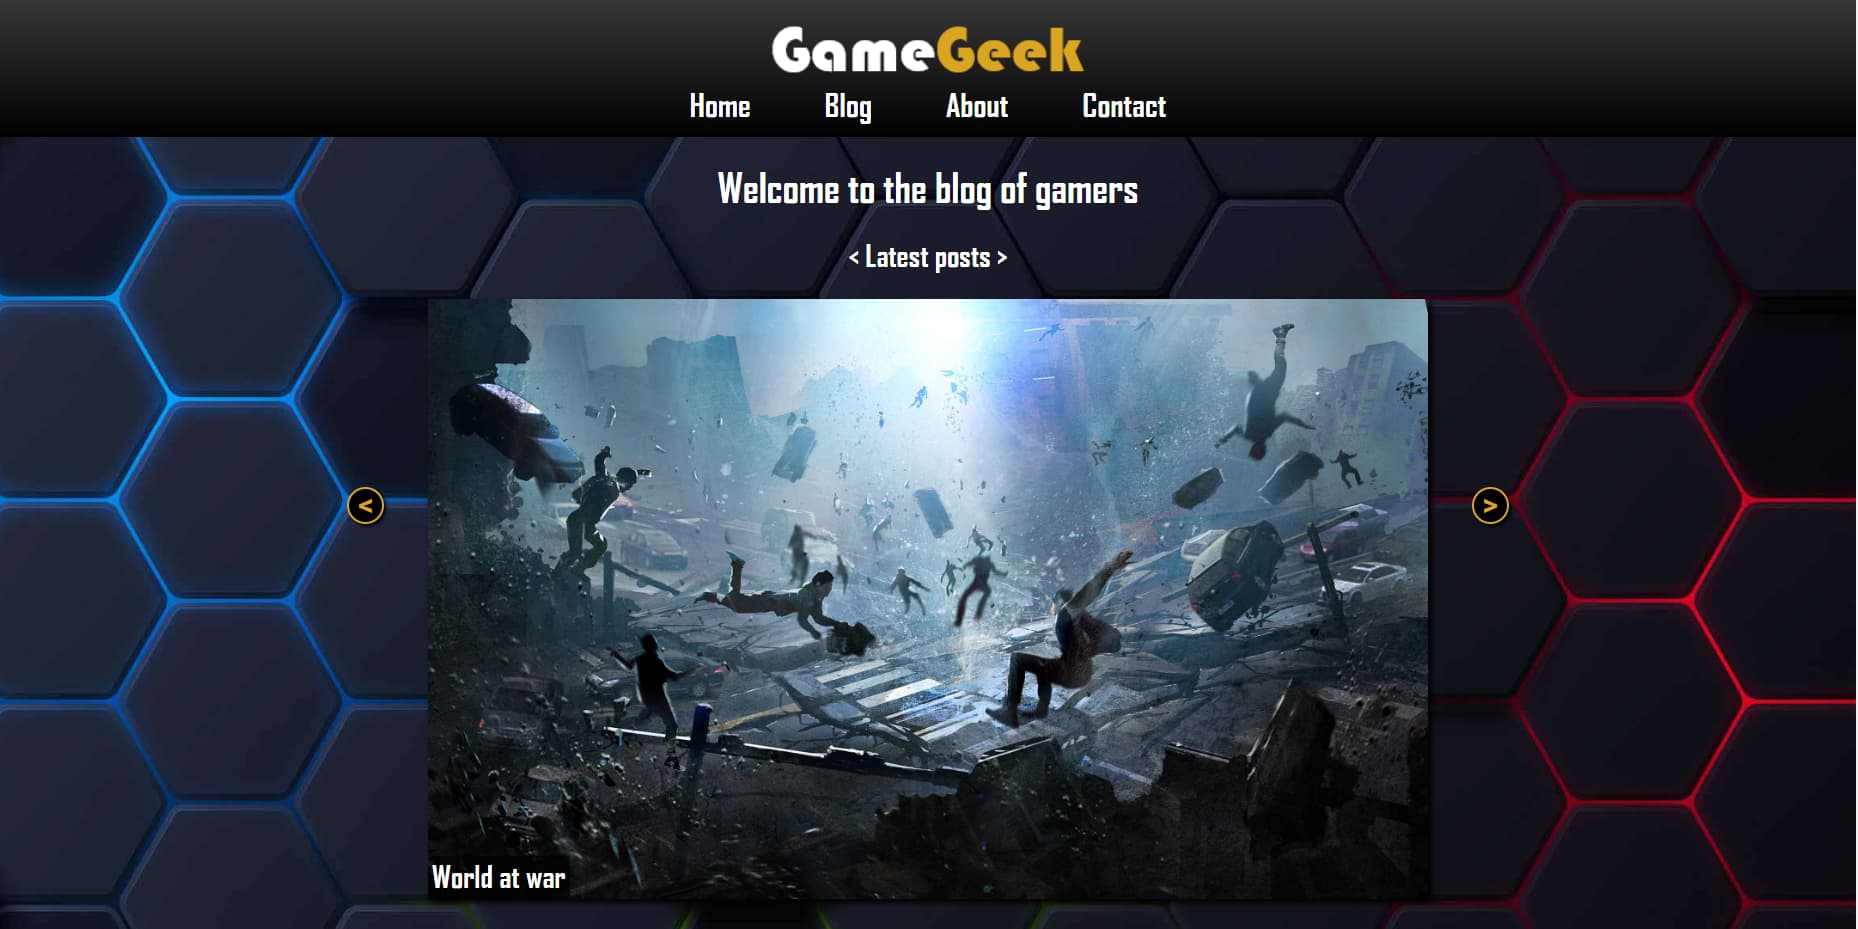 GameGeek
Home Blog About Contact
Welcome to the blog of gamers
< Latest posts >
< >
World at war